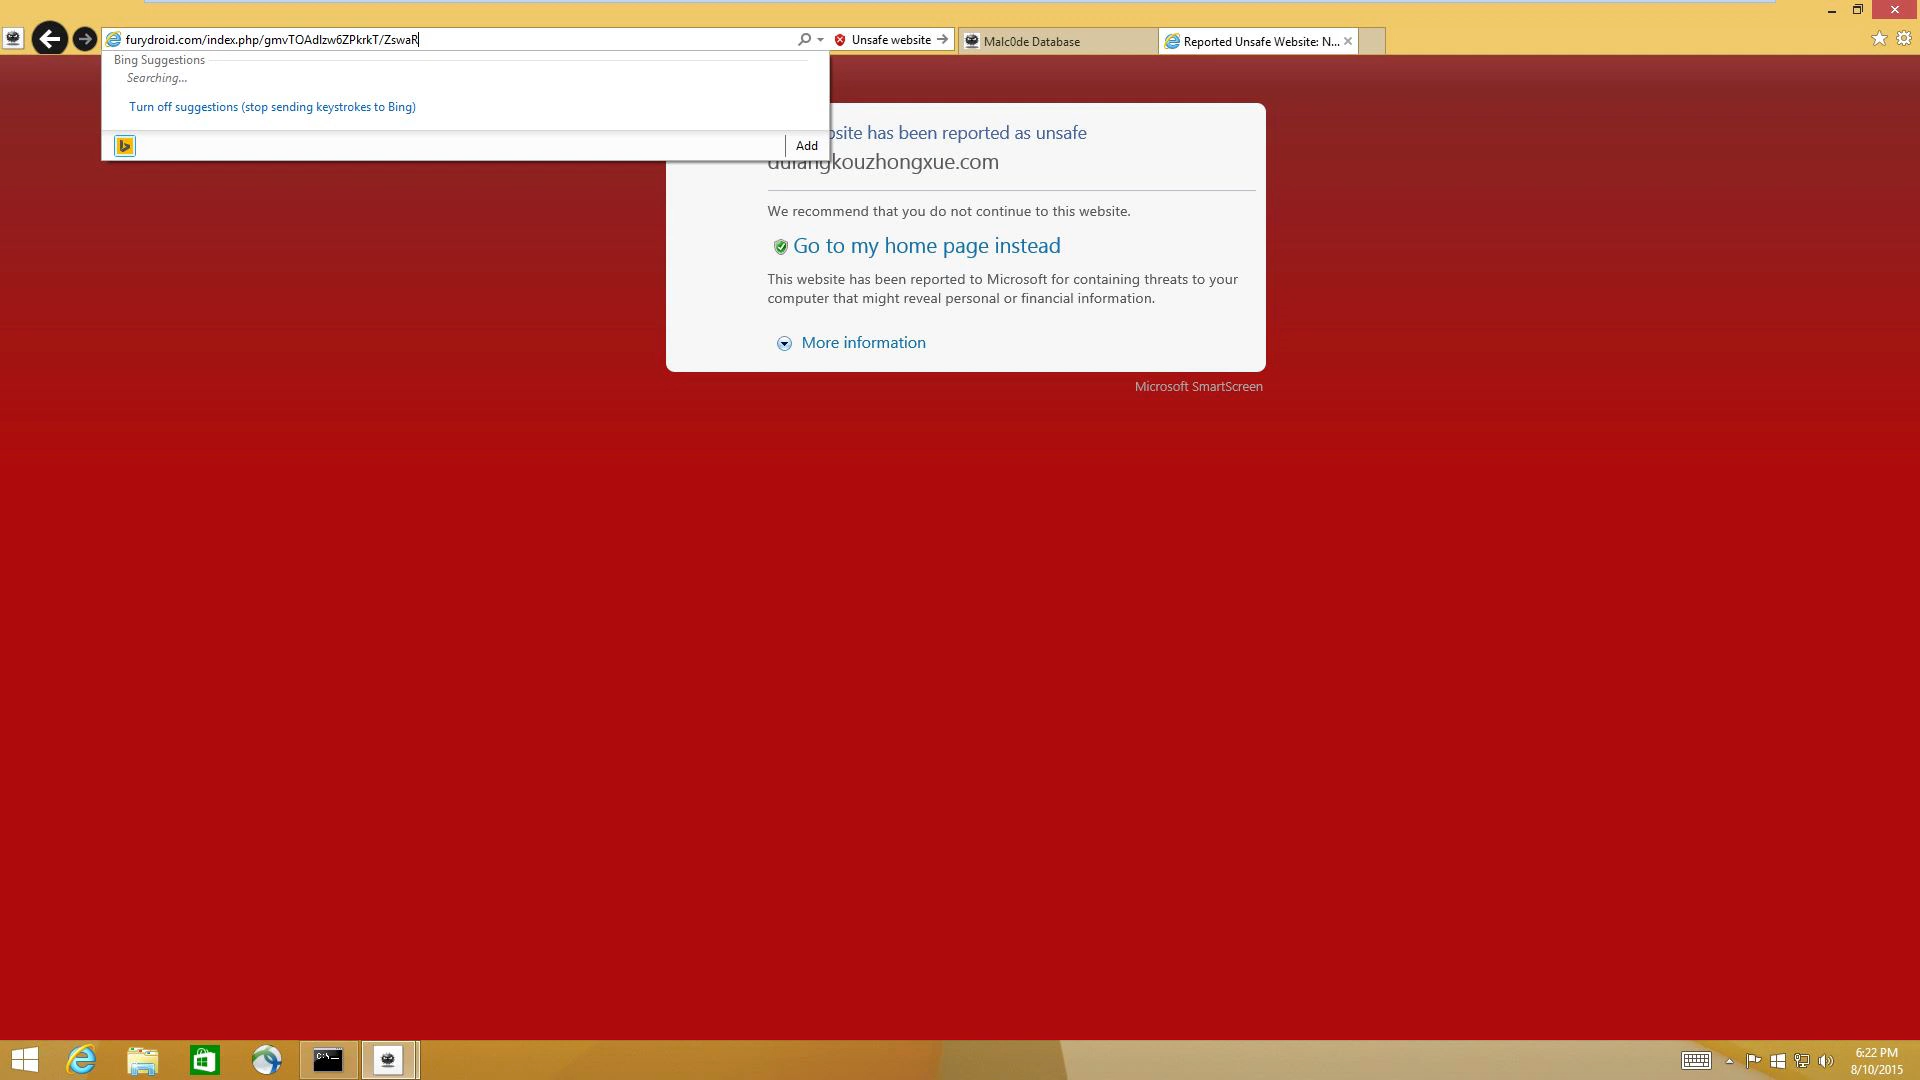 furydroid.com/index.php/gmvTOAdIzw6ZPkrkT/ZswaR
Unsafe website
Malc0de Database
Reported Unsafe Website: N...
Bing Suggestions
Searching...
Turn off suggestions (stop sending keystrokes to Bing)
Add
has been reported as unsafe
We recommend that you do not continue to this website.
Go to my home page instead
This website has been reported to Microsoft for containing threats to your
computer that might reveal personal or financial information.
More information
Microsoft SmartScreen
C:\_
6:22 PM
8/10/2015